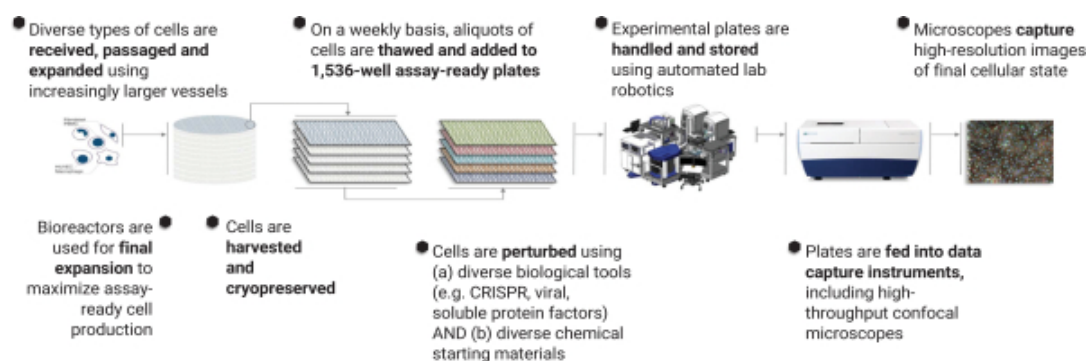 Diverse types of cells are
received, passaged and
expanded using
increasingly larger vessels
On a weekly basis, aliquots of
cells are thawed and added to
1,536-well assay-ready plates
Experimental plates are
handled and stored
using automated lab
robotics
Microscopes capture
high-resolution images
of final cellular state
Bioreactors are
used for final
expansion to
maximize assay-
ready cell
production
Cells are
harvested
and
cryopreserved
Cells are perturbed using
(a) diverse biological tools
(e.g. CRISPR, viral,
soluble protein factors)
AND (b) diverse chemical
starting materials
Plates are fed into data
capture instruments,
including high-
throughput confocal
microscopes